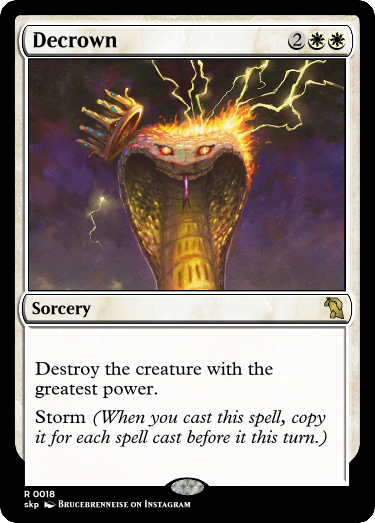 Decrown 2
Sorcery
Destroy the creature with the
greatest power.
Storm (When you cast this spell, copy
it for each spell cast before it this turn.)
R 0018
skp Brucebrenneise on Instagram